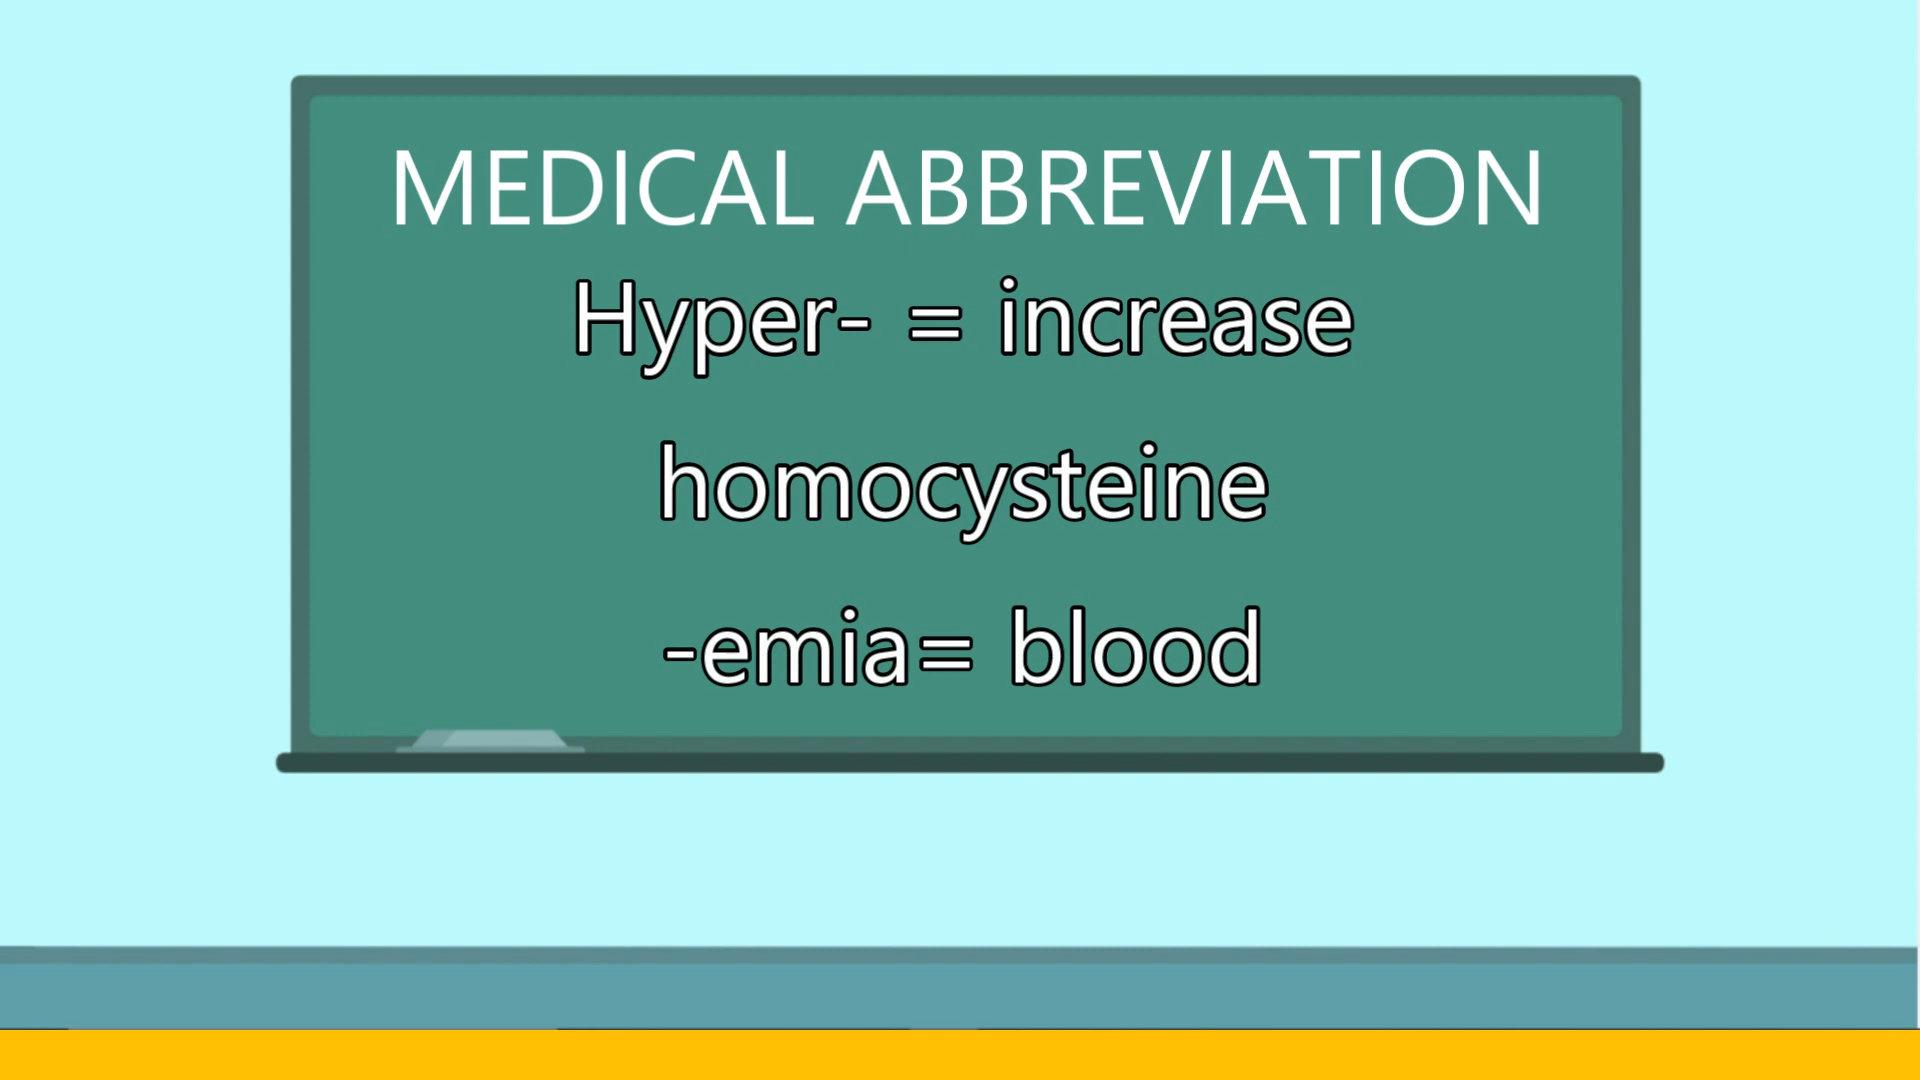 MEDICAL ABBREVIATION
Hyper- = increase
homocysteine
-emia= blood